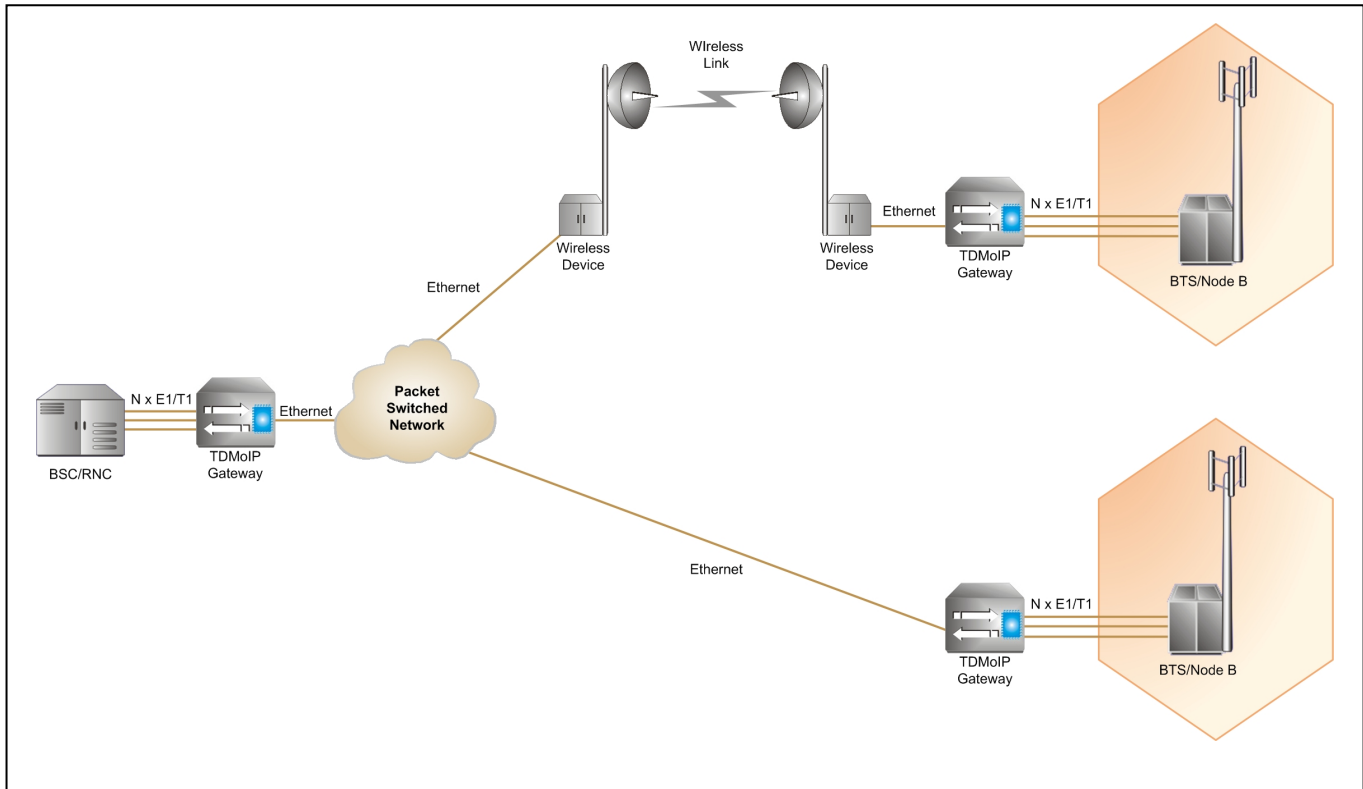 WIreless
Link
Wireless
Device
Wireless
Device
Ethernet
TDMoIP
Gateway
N x E1/T1
BTS/Node B
Ethernet
BSC/RNC
N x E1/T1
TDMoIP
Gateway
Ethernet
Packet
Switched
Network
Ethernet
TDMoIP
Gateway
N x E1/T1
BTS/Node B